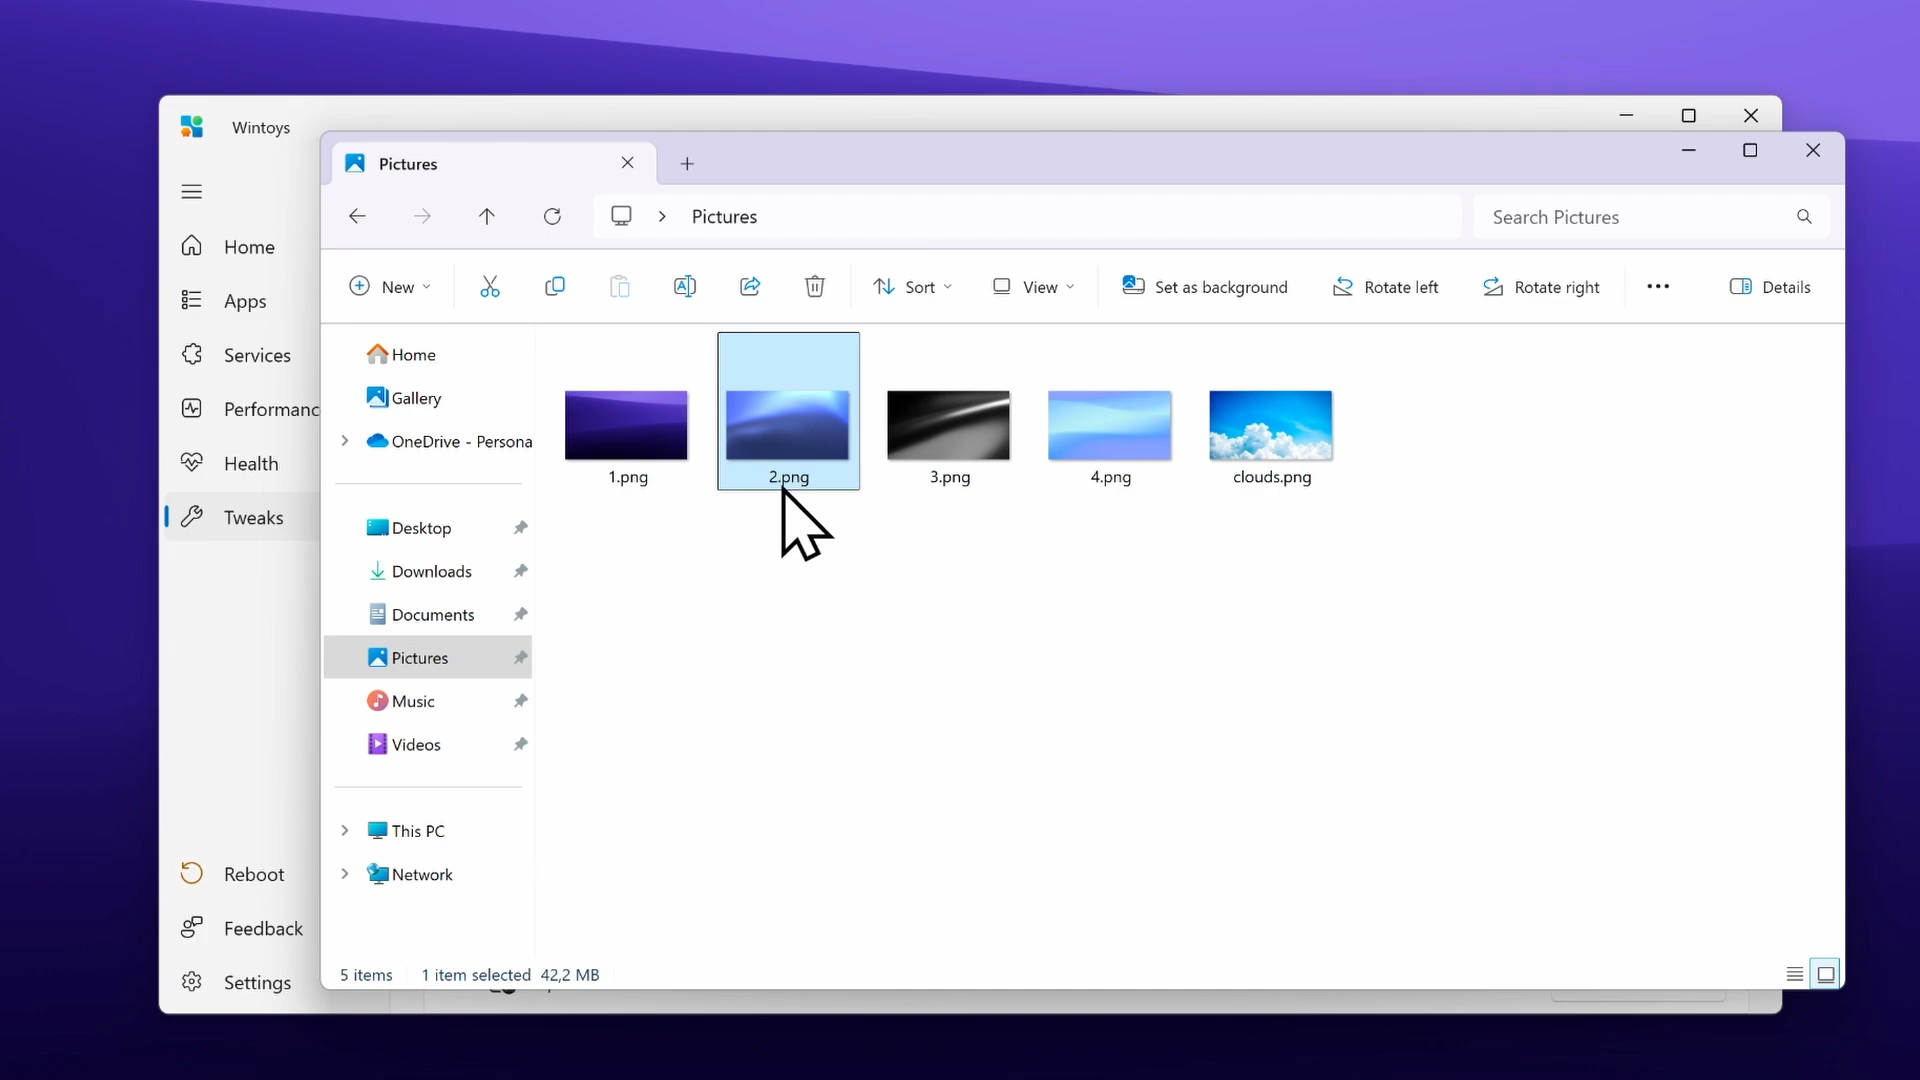 Wintoys
Pictures
Pictures
Search Pictures
Home
New
Sort
View
Set as background
Rotate left
Rotate right
Details
Apps
Services
Performanc
Health
Tweaks
Home
Gallery
OneDrive - Persona
Desktop
Downloads
Documents
Pictures
Music
Videos
This PC
Network
1.png
2.png
3.png
4.png
clouds.png
Reboot
Feedback
Settings
5 items
1 item selected 42,2 MB